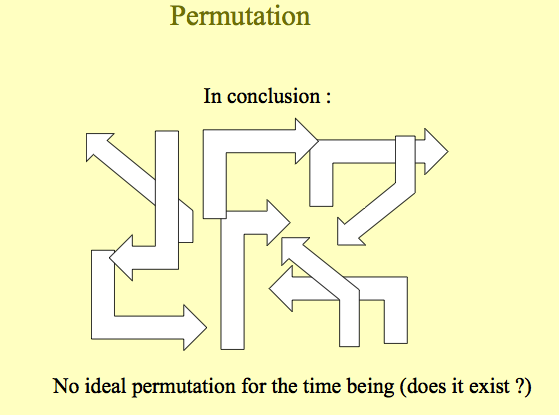 Permutation
In conclusion :
No ideal permutation for the time being (does it exist ?)